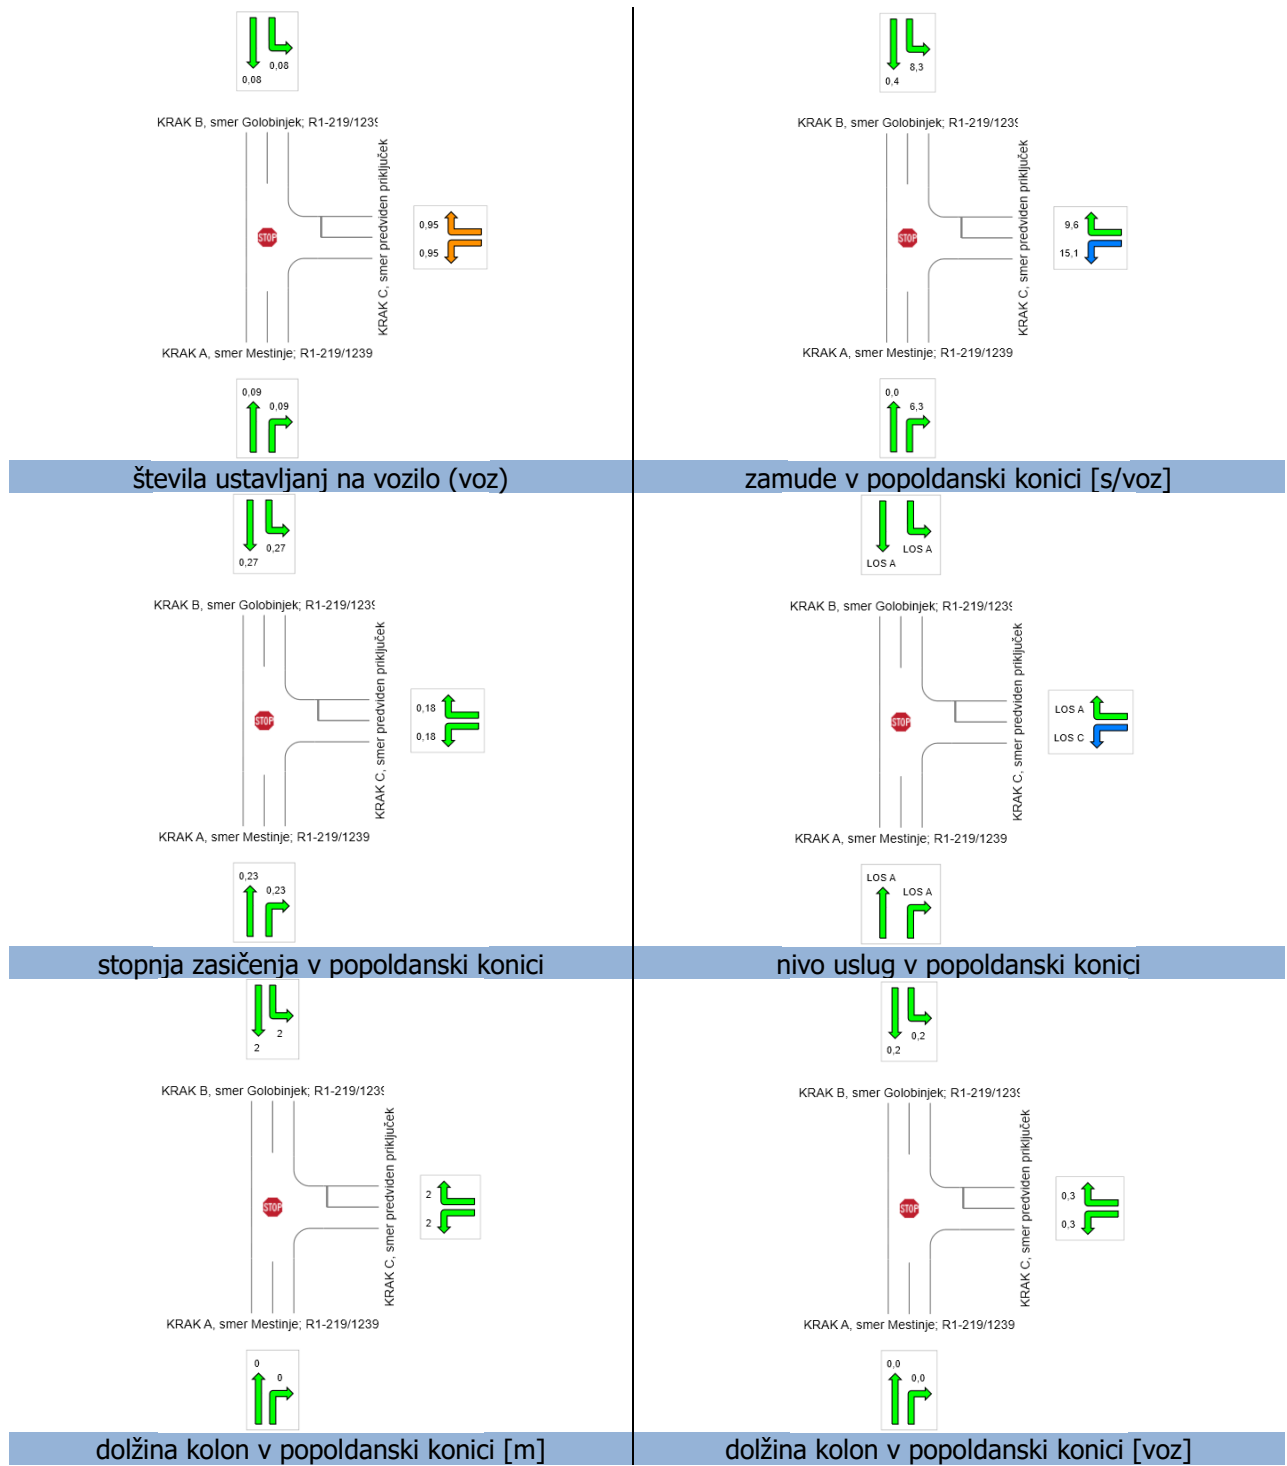 0,08
0,08
KRAK B, smer Golobinjek; R1-219/1239
KRAK C, smer predviden priključek
STOP
0,95
0,95
KRAK A, smer Mestinje; R1-219/1239
0,09
0,09
števila ustavljanj na vozilo (voz)
8,3
0,4
KRAK B, smer Golobinjek; R1-219/1239
KRAK C, smer predviden priključek
STOP
9,6
15,1
KRAK A, smer Mestinje; R1-219/1239
0,0
6,3
zamude v popoldanski konici [s/voz]
0,27
0,27
KRAK B, smer Golobinjek; R1-219/1239
KRAK C, smer predviden priključek
STOP
0,18
0,18
KRAK A, smer Mestinje; R1-219/1239
0,23
0,23
stopnja zasičenja v popoldanski konici
LOS A
LOS A
KRAK B, smer Golobinjek; R1-219/1239
KRAK C, smer predviden priključek
STOP
LOS A
LOS C
KRAK A, smer Mestinje; R1-219/1239
LOS A
LOS A
nivo uslug v popoldanski konici
2
2
KRAK B, smer Golobinjek; R1-219/1239
KRAK C, smer predviden priključek
STOP
2
2
KRAK A, smer Mestinje; R1-219/1239
0
0
dolžina kolon v popoldanski konici [m]
0,2
0,2
KRAK B, smer Golobinjek; R1-219/1239
KRAK C, smer predviden priključek
STOP
0,3
0,3
KRAK A, smer Mestinje; R1-219/1239
0,0
0,0
dolžina kolon v popoldanski konici [voz]